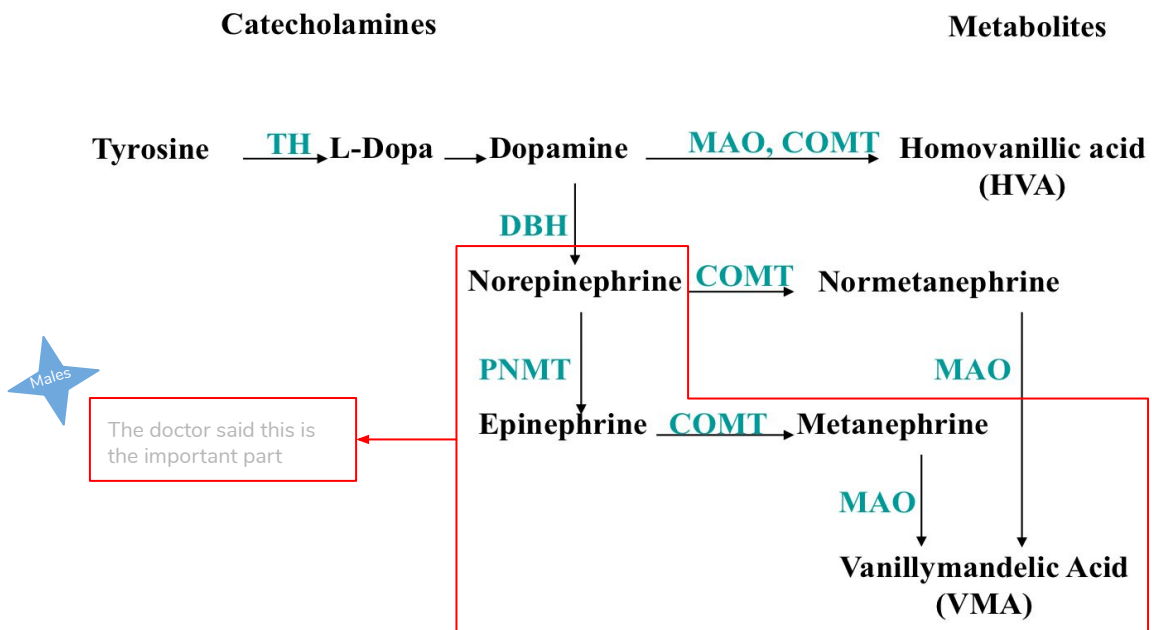 Catecholamines
Metabolites
Tyrosine
TH
L-Dopa
Dopamine
MAO, COMT
Homovanillic acid
(HVA)
DBH
Norepinephrine
COMT
Normetanephrine
Males
PNMT
MAO
The doctor said this is
the important part
Epinephrine
COMT
Metanephrine
MAO
Vanillymandelic Acid
(VMA)